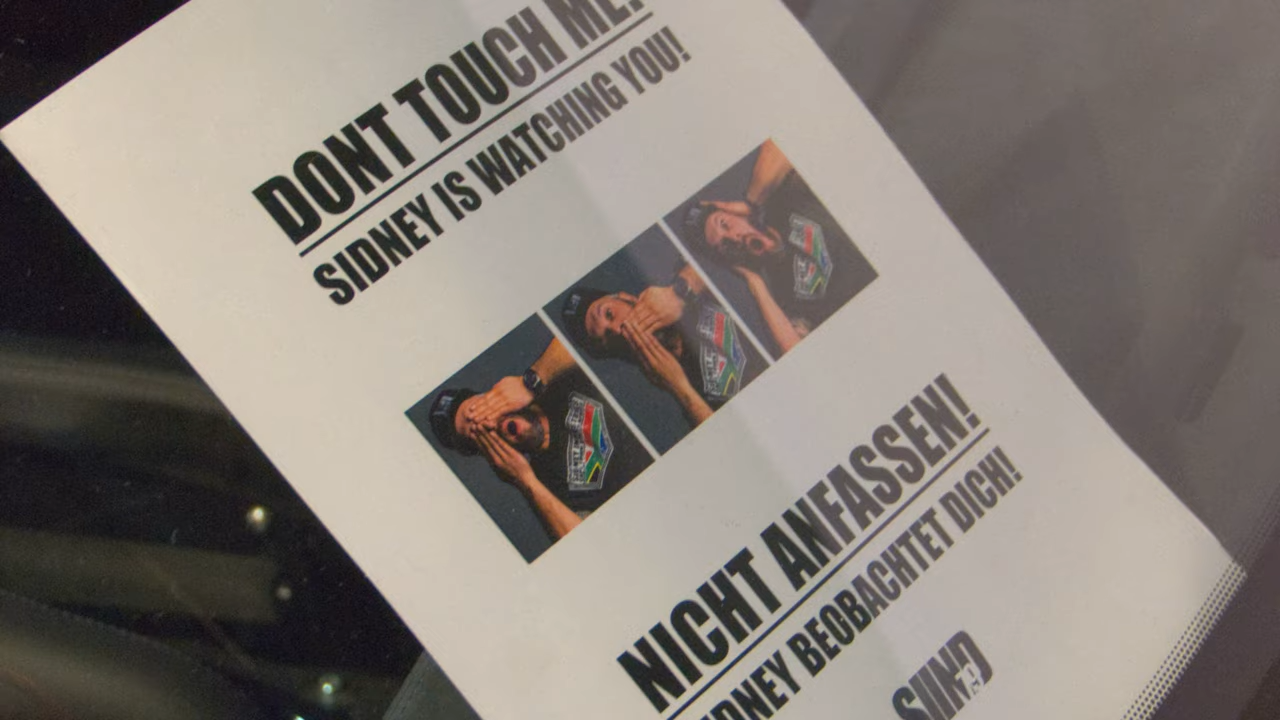 DONT TOUCH ME!
SIDNEY IS WATCHING YOU!
NICHT ANFASSEN!
SIDNEY BEOBACHTET DICH!